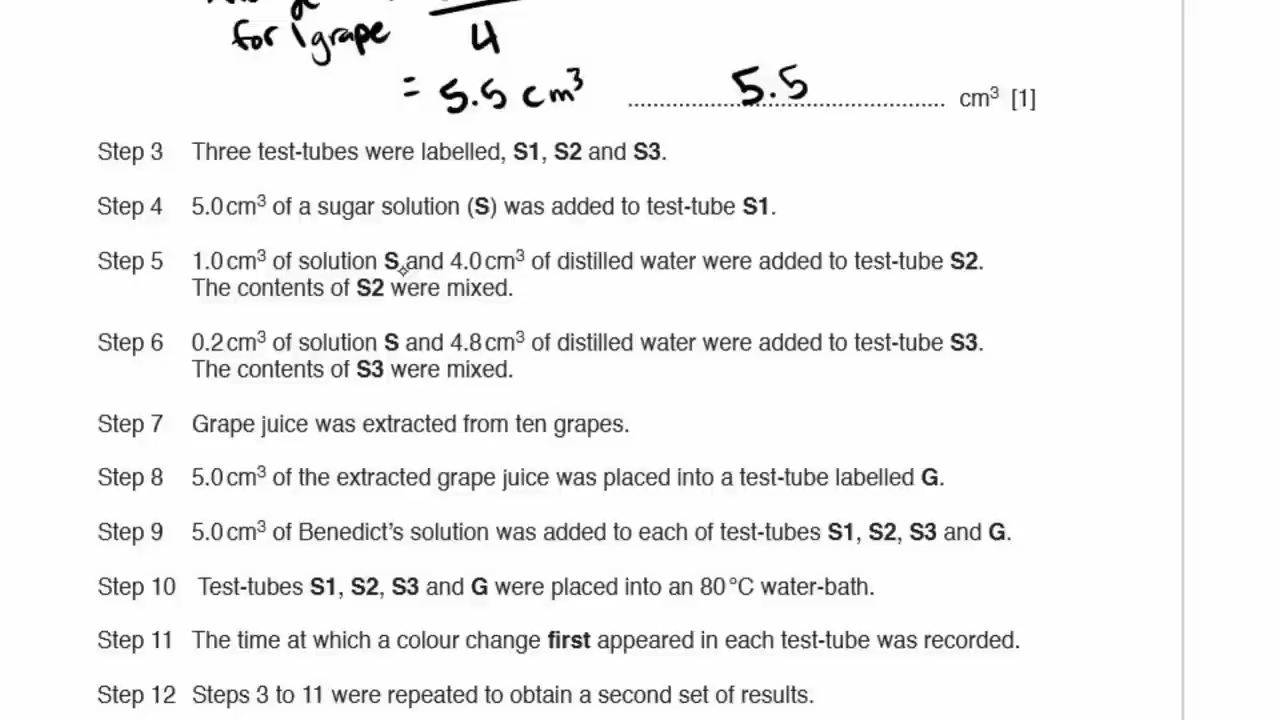 for 1 grape
4
= 5.5 cm³ 5.5 cm³ [1]
Step 3 Three test-tubes were labelled, S1, S2 and S3.
Step 4 5.0 cm³ of a sugar solution (S) was added to test-tube S1.
Step 5 1.0 cm³ of solution S and 4.0 cm³ of distilled water were added to test-tube S2.
The contents of S2 were mixed.
Step 6 0.2 cm³ of solution S and 4.8 cm³ of distilled water were added to test-tube S3.
The contents of S3 were mixed.
Step 7 Grape juice was extracted from ten grapes.
Step 8 5.0 cm³ of the extracted grape juice was placed into a test-tube labelled G.
Step 9 5.0 cm³ of Benedict’s solution was added to each of test-tubes S1, S2, S3 and G.
Step 10 Test-tubes S1, S2, S3 and G were placed into an 80 °C water-bath.
Step 11 The time at which a colour change first appeared in each test-tube was recorded.
Step 12 Steps 3 to 11 were repeated to obtain a second set of results.